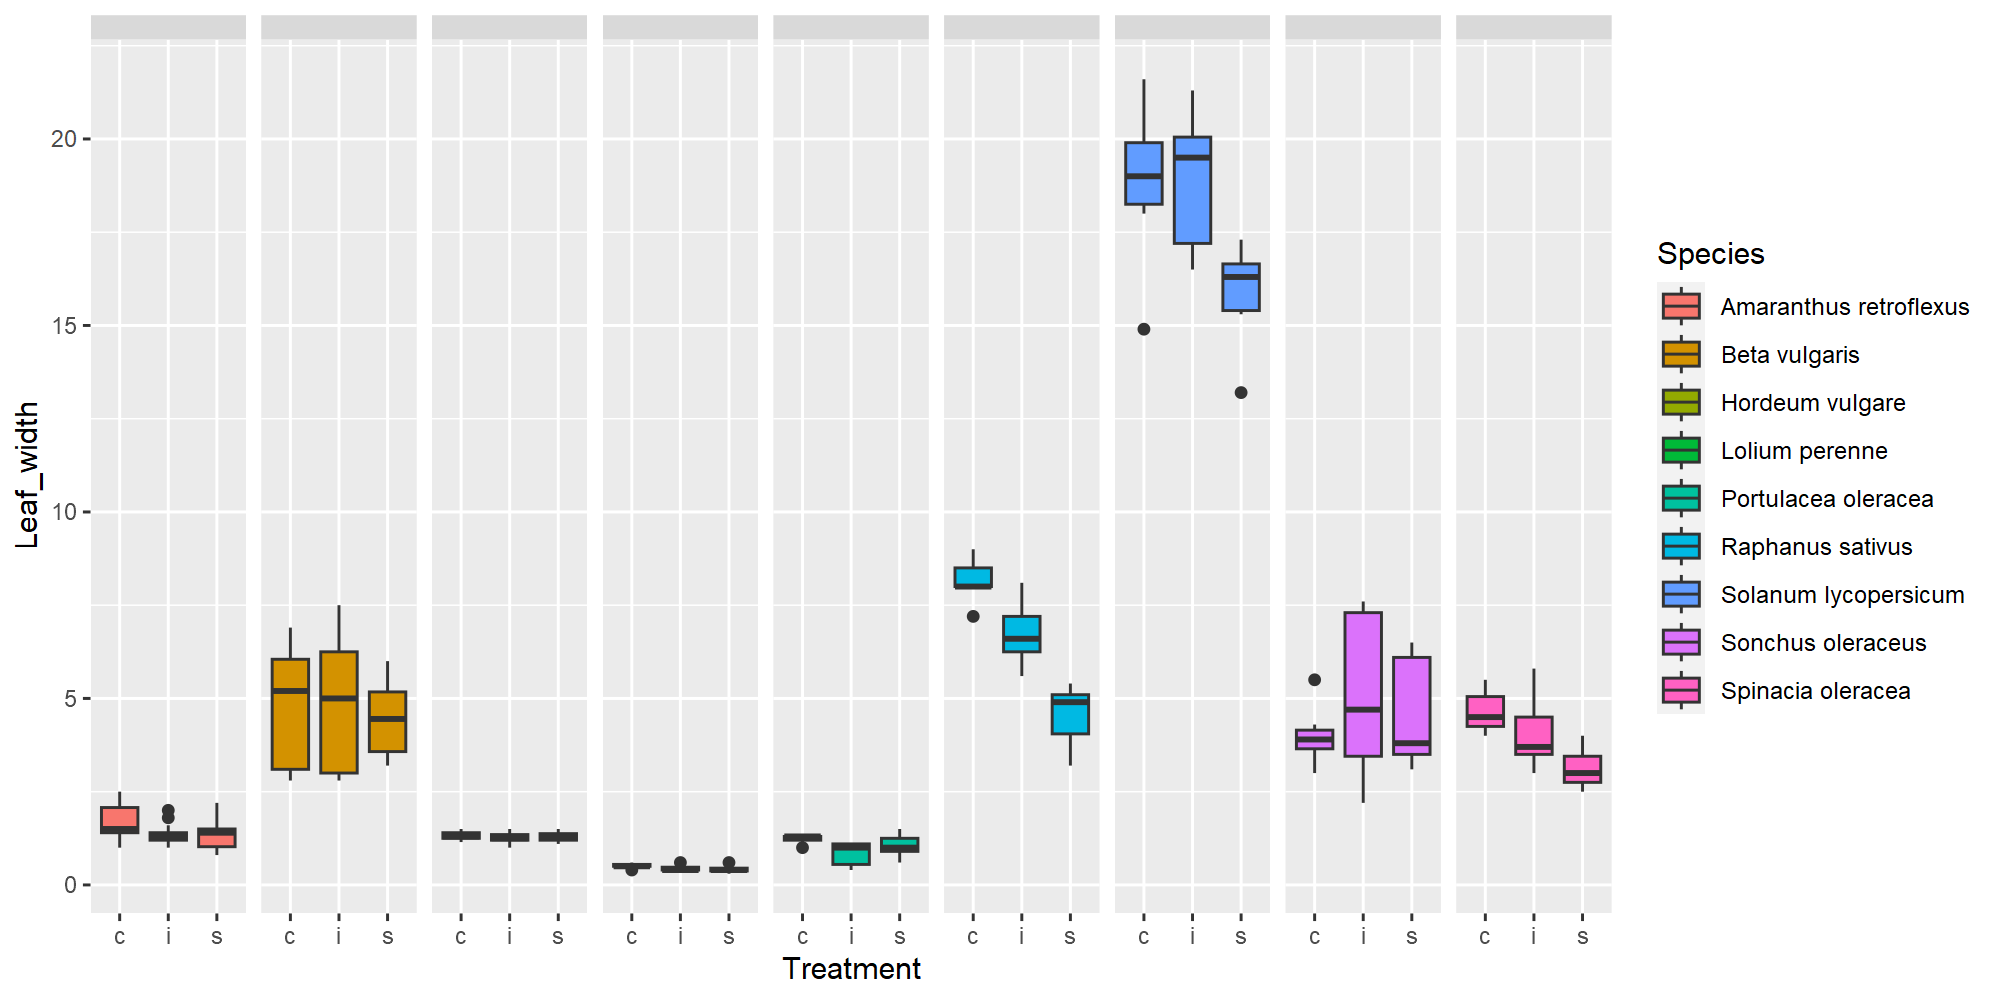 Leaf_width
20
15
10
5
0
c i s c i s c i s c i s c i s c i s c i s c i s c i s
Treatment
Species
Amaranthus retroflexus
Beta vulgaris
Hordeum vulgare
Lolium perenne
Portulacea oleracea
Raphanus sativus
Solanum lycopersicum
Sonchus oleraceus
Spinacia oleracea